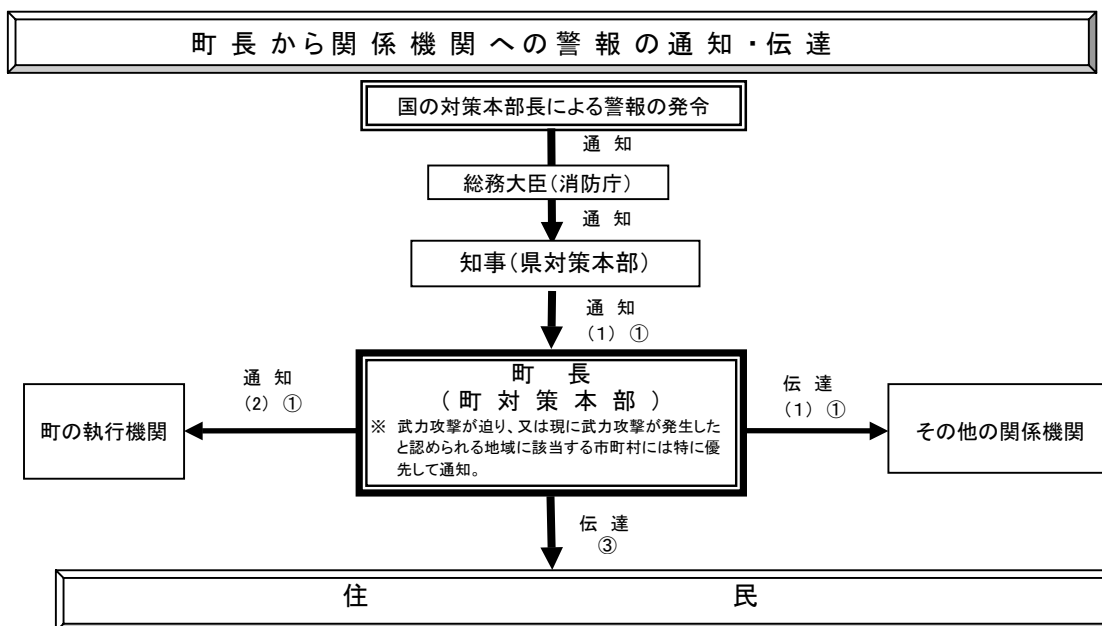 町長から関係機関への警報の通知・伝達
国の対策本部長による警報の発令
通 知
総務大臣(消防庁)
通 知
知事(県対策本部)
通 知
(1) ①
町 長
(町対策本部)
※ 武力攻撃が迫り、又は現に武力攻撃が発生した
と認められる地域に該当する市町村には特に優
先して通知。
通 知
(2) ①
町の執行機関
伝 達
(1) ①
その他の関係機関
伝 達
③
住 民